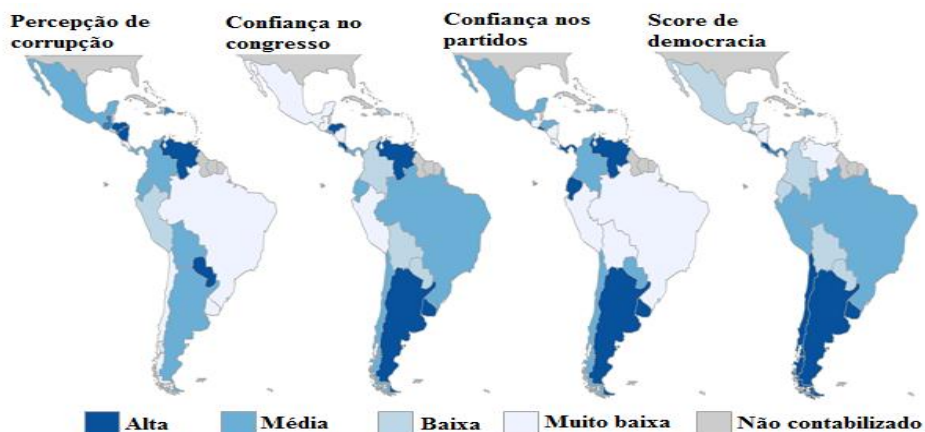 Percepção de
corrupção
Confiança no
congresso
Confiança nos
partidos
Score de
democracia
Alta
Média
Baixa
Muito baixa
Não contabilizado